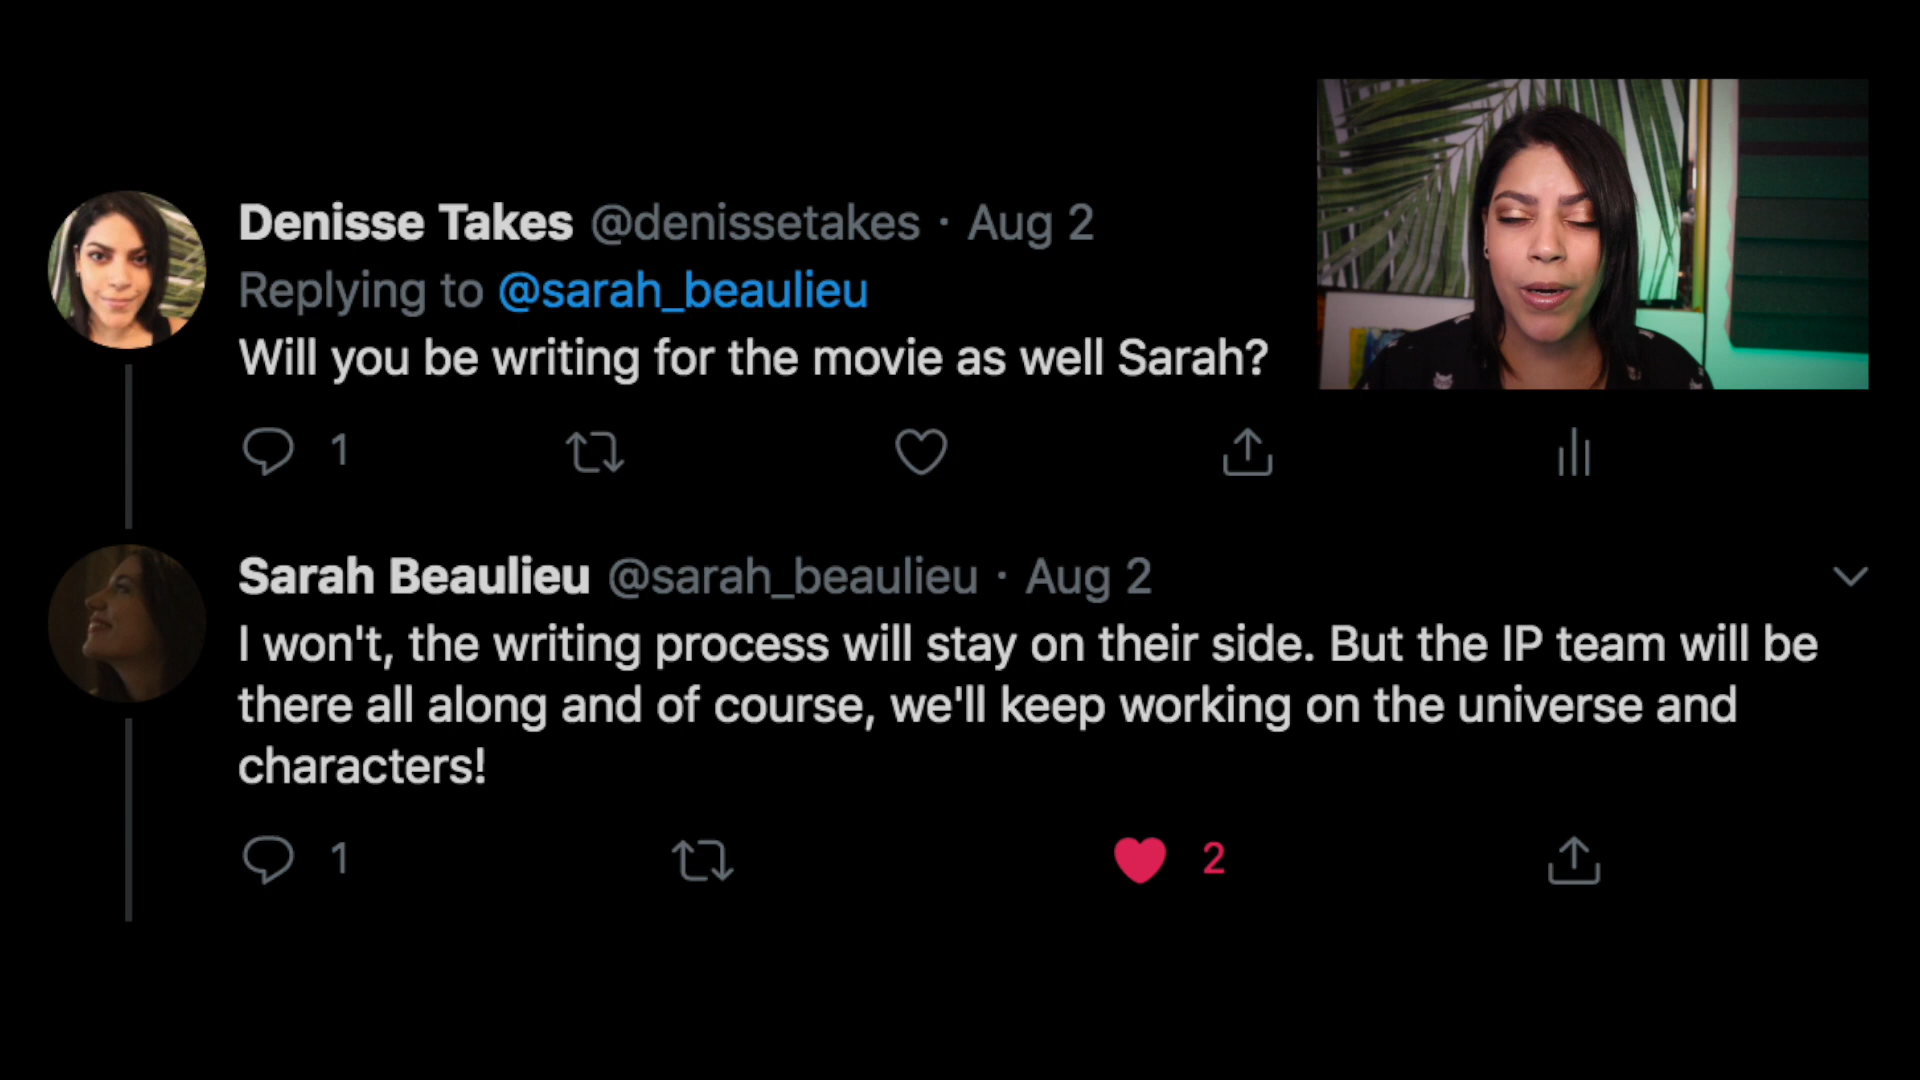 Denisse Takes @denissetakes · Aug 2
Replying to @sarah_beaulieu
Will you be writing for the movie as well Sarah?
1
Sarah Beaulieu @sarah_beaulieu · Aug 2
I won't, the writing process will stay on their side. But the IP team will be
there all along and of course, we'll keep working on the universe and
characters!
1 2